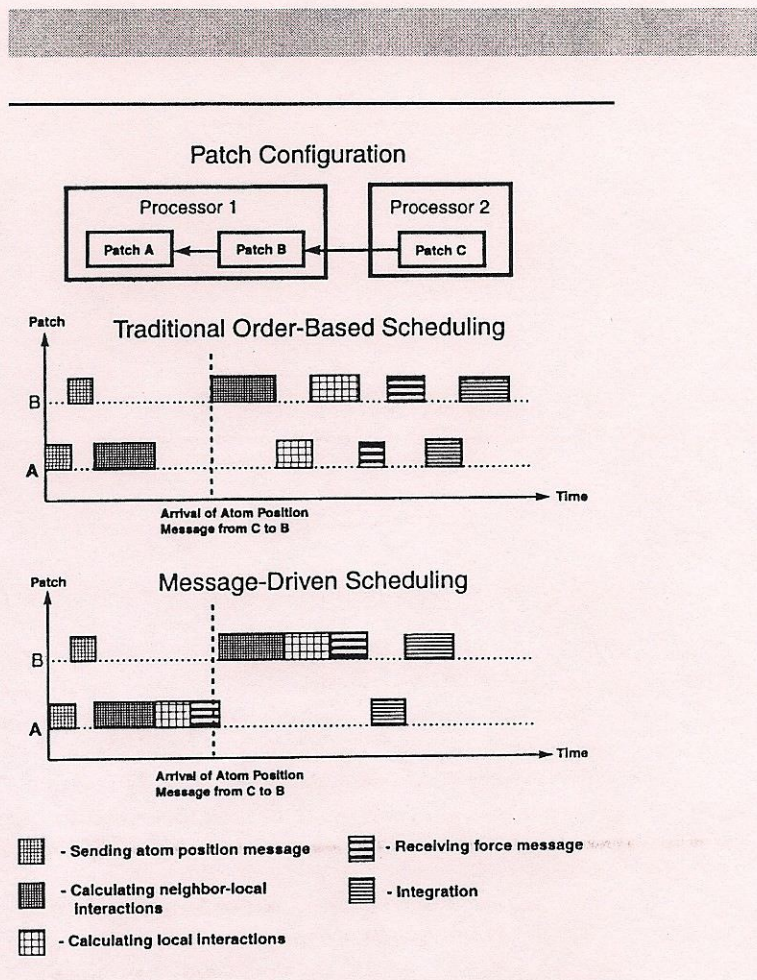 Patch Configuration
Processor 1
Processor 2
Patch A
Patch B
Patch C
Patch
Traditional Order-Based Scheduling
B
A
Time
Arrival of Atom Position
Message from C to B
Patch
Message-Driven Scheduling
B
A
Time
Arrival of Atom Position
Message from C to B
- Sending atom position message
- Receiving force message
- Calculating neighbor-local
interactions
- Integration
- Calculating local interactions